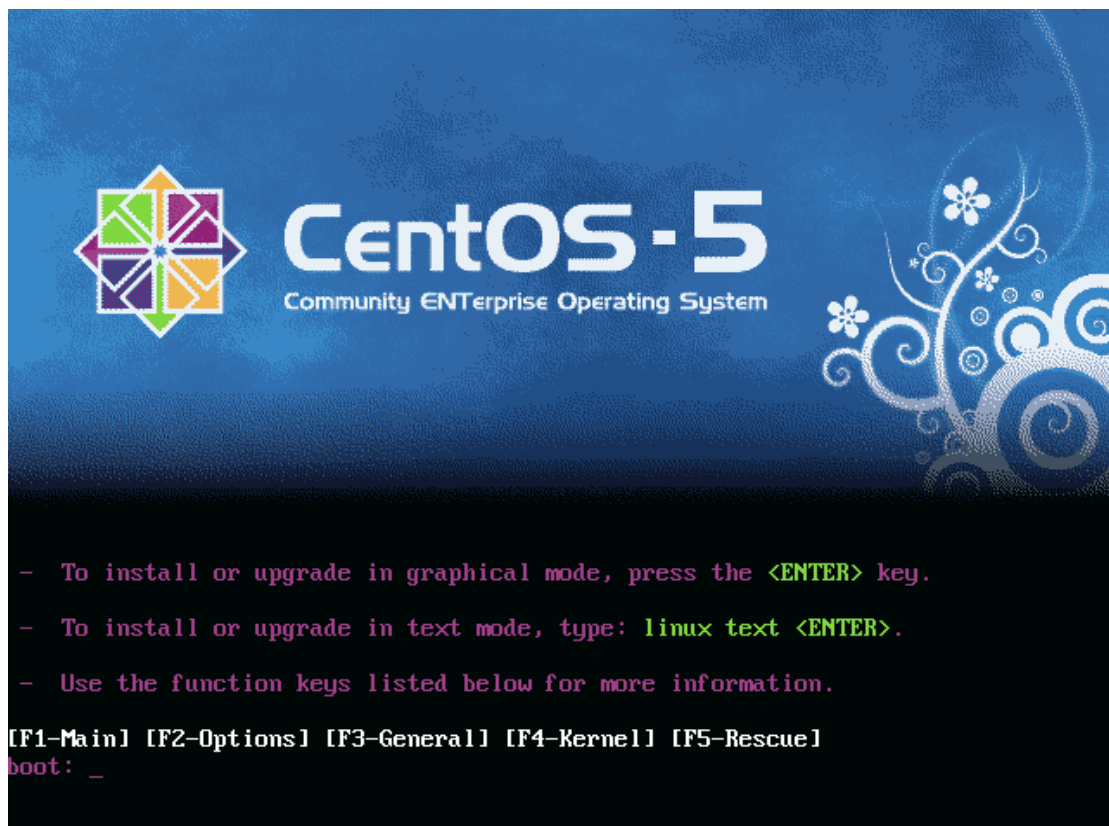 CentOS-5
Community ENTerprise Operating System
- To install or upgrade in graphical mode, press the <ENTER> key.
- To install or upgrade in text mode, type: linux text <ENTER>.
- Use the function keys listed below for more information.
[F1-Main] [F2-Options] [F3-General] [F4-Kernel] [F5-Rescue]
boot: _